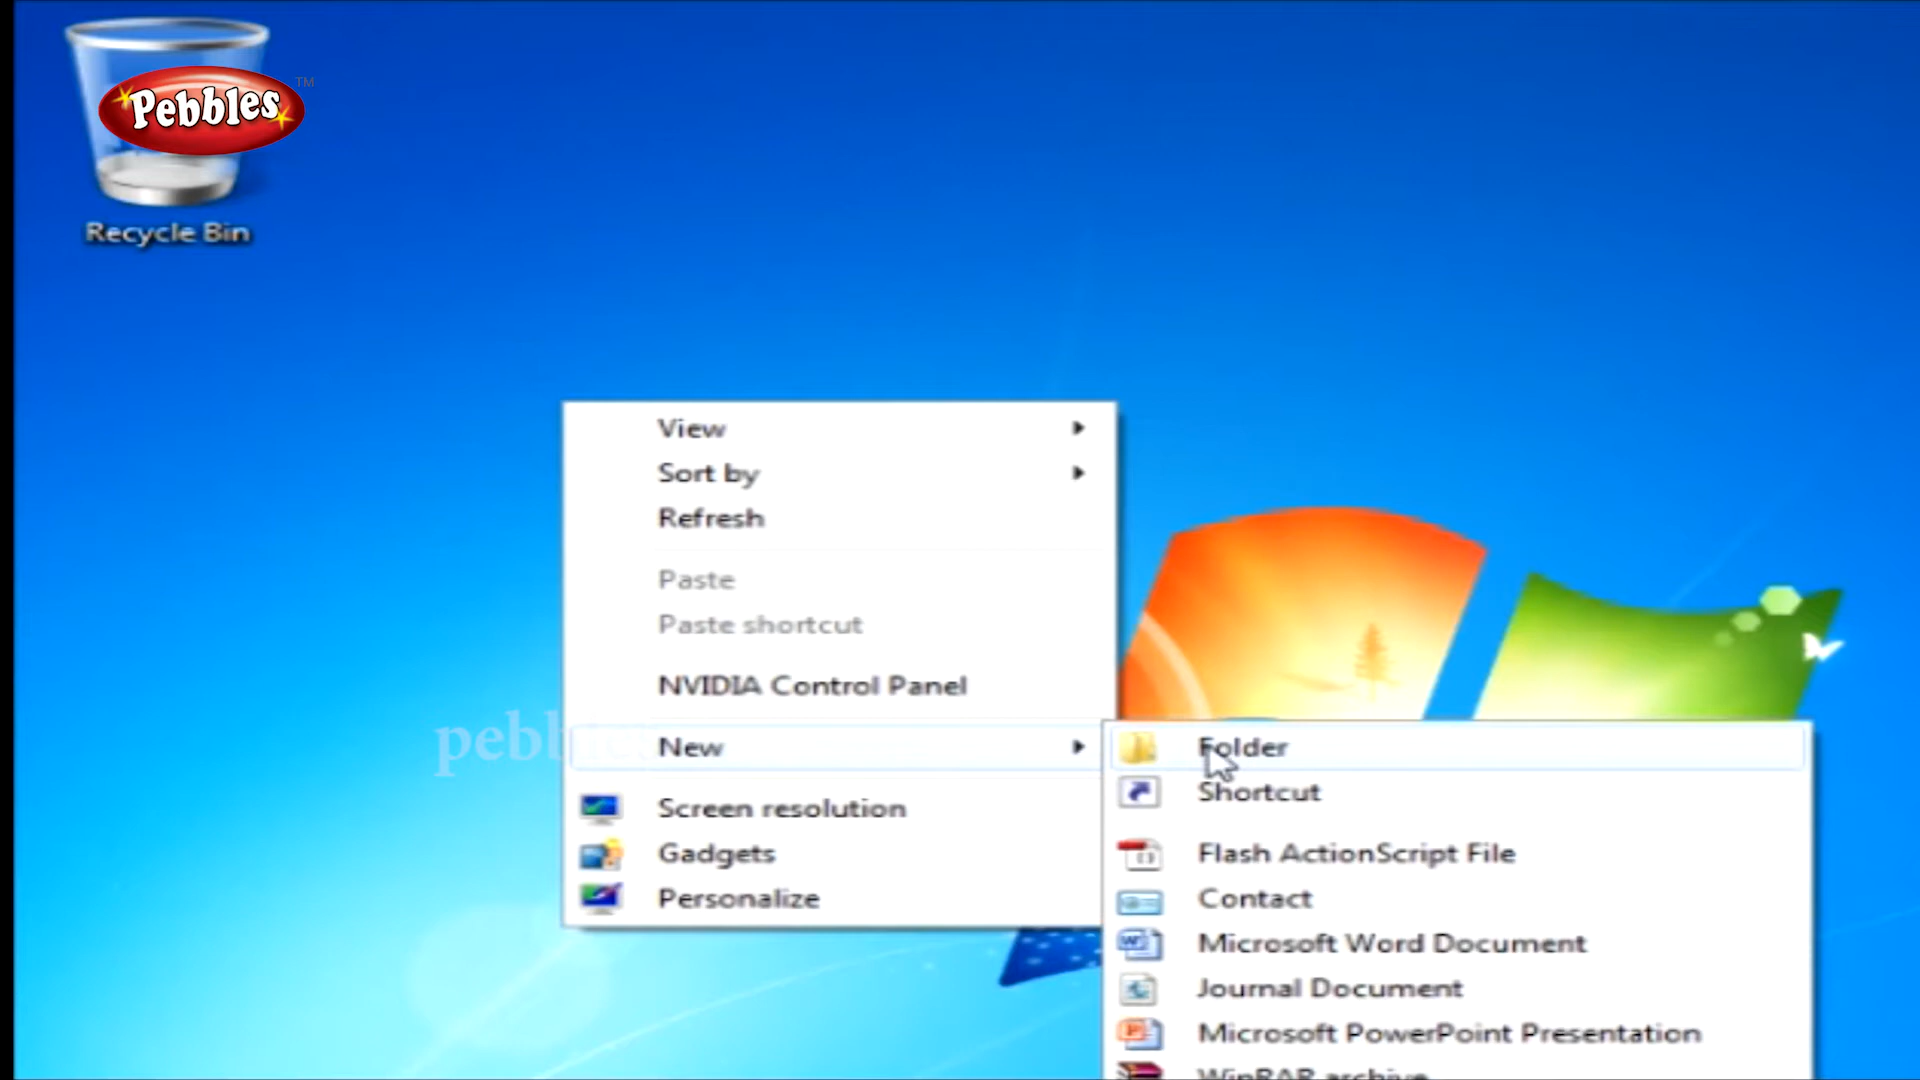 Pebbles™
Recycle Bin
View
Sort by
Refresh
Paste
Paste shortcut
NVIDIA Control Panel
New
Screen resolution
Gadgets
Personalize
Folder
Shortcut
Flash ActionScript File
Contact
Microsoft Word Document
Journal Document
Microsoft PowerPoint Presentation
WinRAR archive